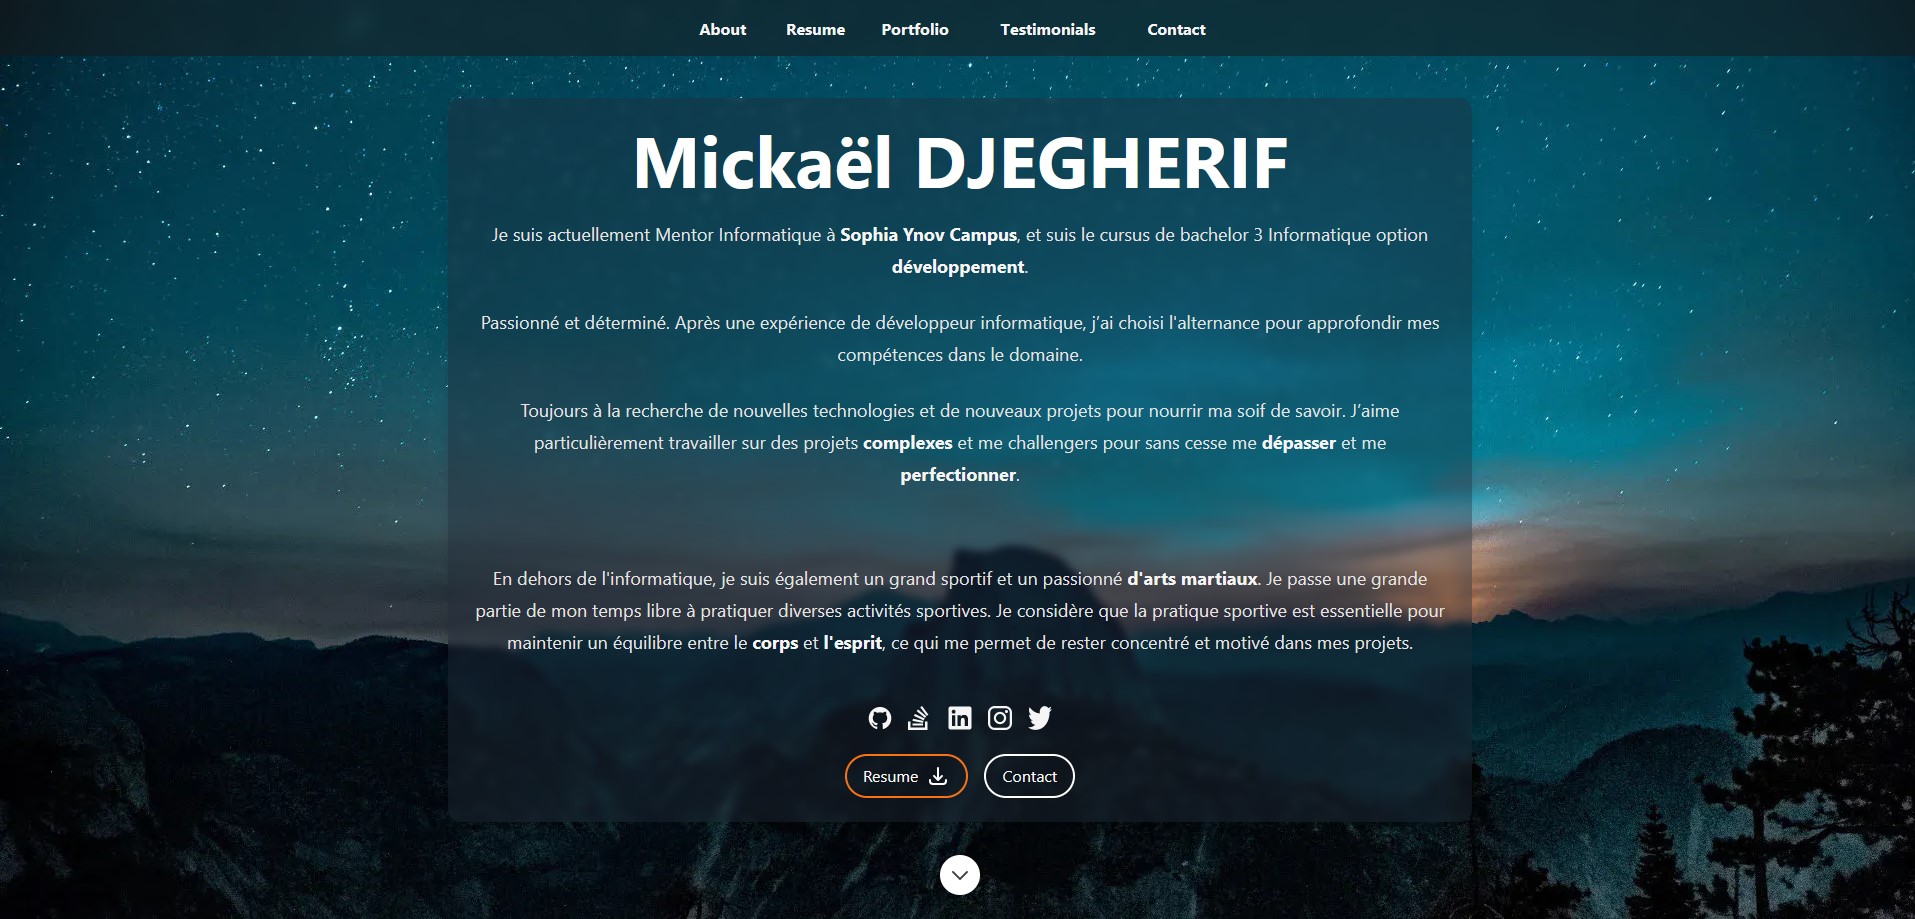 About Resume Portfolio Testimonials Contact
Mickaël DJEGHERIF
Je suis actuellement Mentor Informatique à Sophia Ynov Campus, et suis le cursus de bachelor 3 Informatique option
développement.
Passionné et déterminé. Après une expérience de développeur informatique, j’ai choisi l'alternance pour approfondir mes
compétences dans le domaine.
Toujours à la recherche de nouvelles technologies et de nouveaux projets pour nourrir ma soif de savoir. J’aime
particulièrement travailler sur des projets complexes et me challengers pour sans cesse me dépasser et me
perfectionner.
En dehors de l'informatique, je suis également un grand sportif et un passionné d'arts martiaux. Je passe une grande
partie de mon temps libre à pratiquer diverses activités sportives. Je considère que la pratique sportive est essentielle pour
maintenir un équilibre entre le corps et l'esprit, ce qui me permet de rester concentré et motivé dans mes projets.
in
Resume Contact